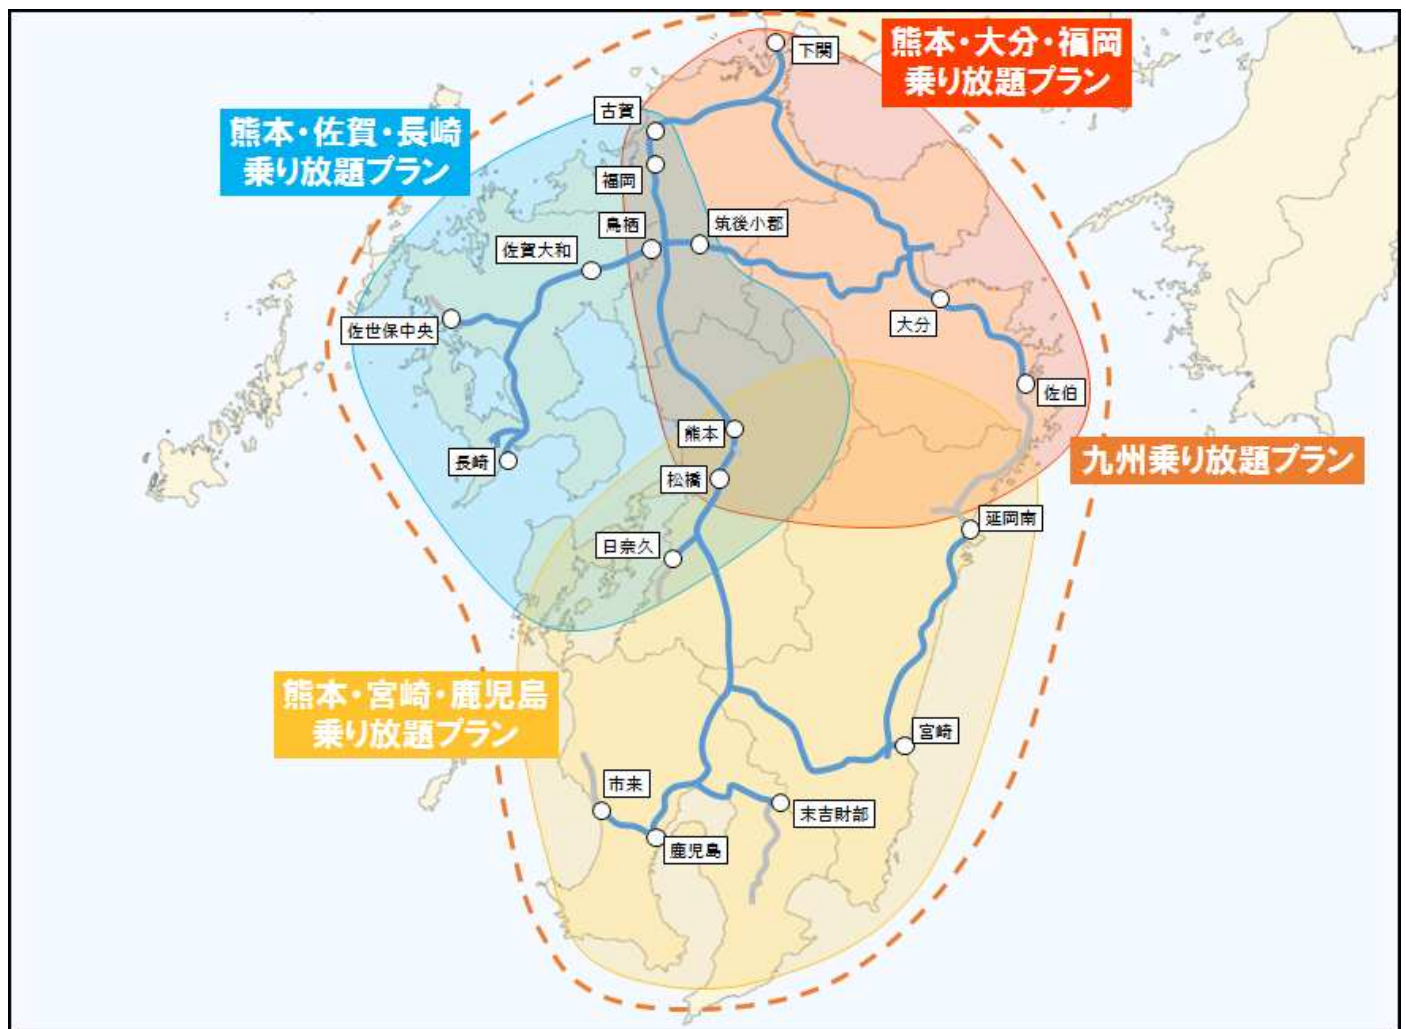 下関
熊本・大分・福岡
乗り放題プラン
古賀
熊本・佐賀・長崎
乗り放題プラン
福岡
鳥栖
筑後小郡
佐賀大和
佐世保中央
大分
佐伯
熊本
長崎
九州乗り放題プラン
松橋
延岡南
日奈久
熊本・宮崎・鹿児島
乗り放題プラン
宮崎
市来
末吉財部
鹿児島